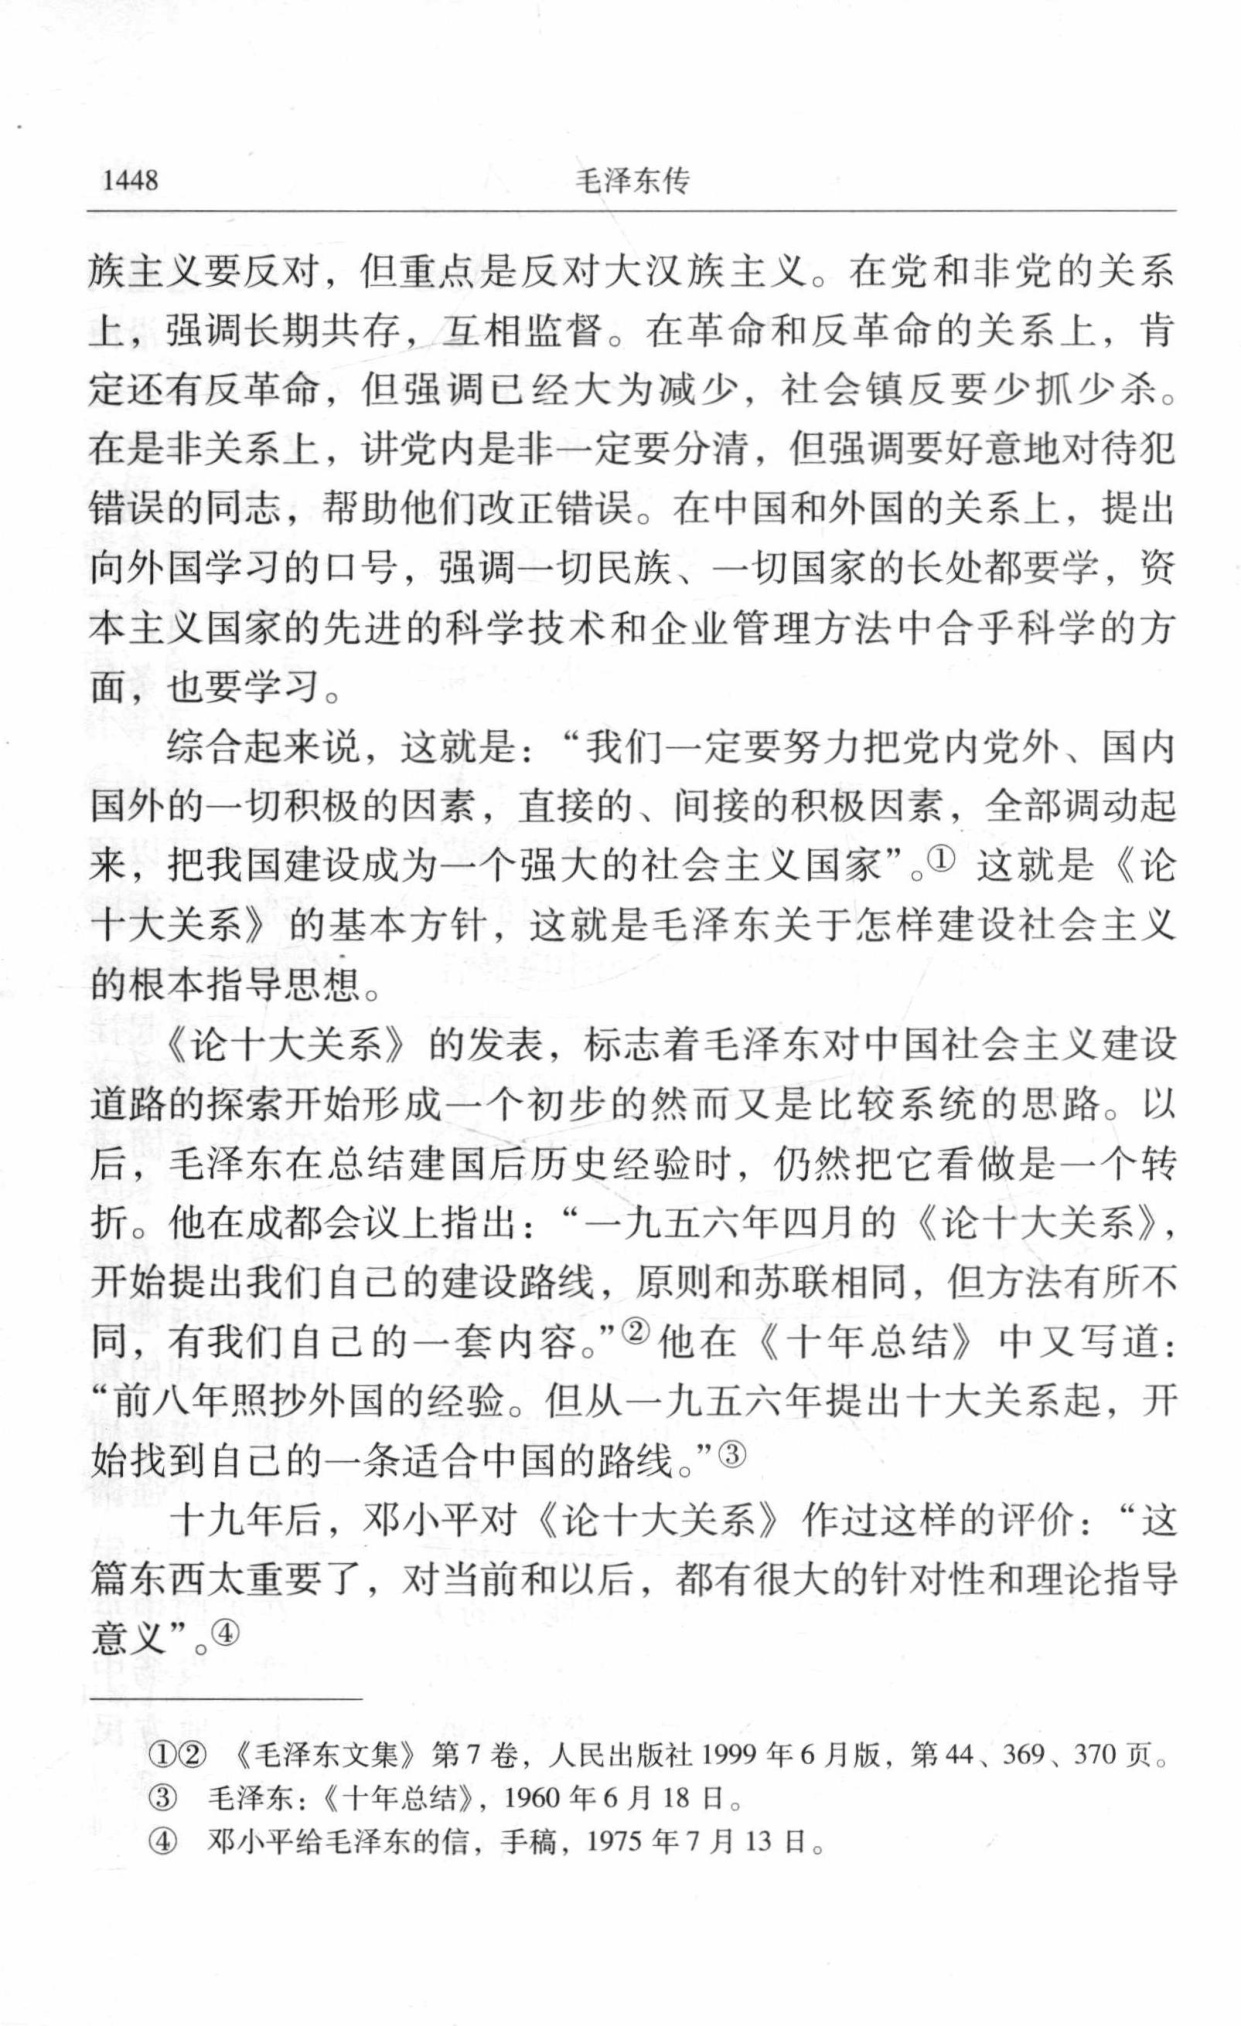 1448 毛泽东传
族主义要反对，但重点是反对大汉族主义。在党和非党的关系
上，强调长期共存，互相监督。在革命和反革命的关系上，肯
定还有反革命，但强调已经大为减少，社会镇反要少抓少杀。
在是非关系上，讲党内是非一定要分清，但强调要好意地对待犯
错误的同志，帮助他们改正错误。在中国和外国的关系上，提出
向外国学习的口号，强调一切民族、一切国家的长处都要学，资
本主义国家的先进的科学技术和企业管理方法中合乎科学的方
面，也要学习。
综合起来说，这就是：“我们一定要努力把党内党外、国内
国外的一切积极的因素，直接的、间接的积极因素，全部调动起
来，把我国建设成为一个强大的社会主义国家”。① 这就是《论
十大关系》的基本方针，这就是毛泽东关于怎样建设社会主义
的根本指导思想。
《论十大关系》的发表，标志着毛泽东对中国社会主义建设
道路的探索开始形成一个初步的然而又是比较系统的思路。以
后，毛泽东在总结建国后历史经验时，仍然把它看做是一个转
折。他在成都会议上指出：“一九五六年四月的《论十大关系》，
开始提出我们自己的建设路线，原则和苏联相同，但方法有所不
同，有我们自己的一套内容。”②他在《十年总结》中又写道：
“前八年照抄外国的经验。但从一九五六年提出十大关系起，开
始找到自己的一条适合中国的路线。”③
十九年后，邓小平对《论十大关系》作过这样的评价：“这
篇东西太重要了，对当前和以后，都有很大的针对性和理论指导
意义”。④
①② 《毛泽东文集》第7卷，人民出版社1999年6月版，第44、369、370页。
③ 毛泽东：《十年总结》，1960年6月18日。
④ 邓小平给毛泽东的信，手稿，1975年7月13日。